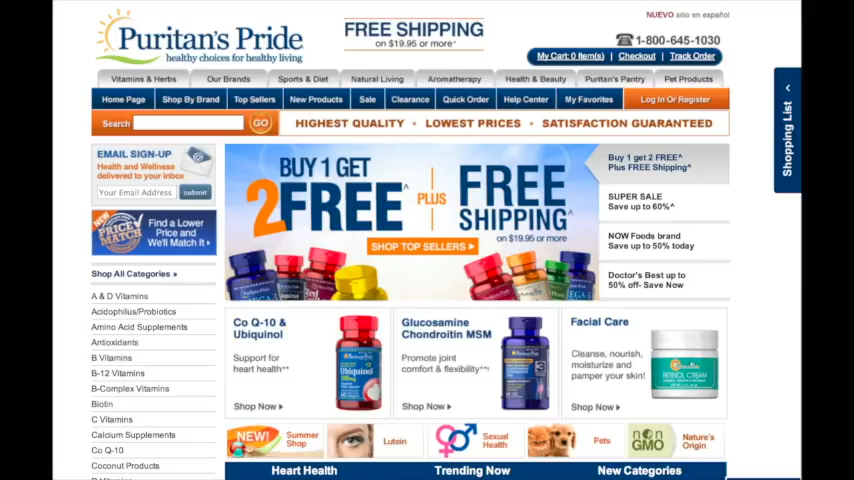 NUEVO sitio en español
Puritan's Pride
healthy choices for healthy living
FREE SHIPPING
on $19.95 or more^
1-800-645-1030
My Cart: 0 Item(s) Checkout Track Order
Vitamins & Herbs Our Brands Sports & Diet Natural Living Aromatherapy Health & Beauty Puritan's Pantry Pet Products
Home Page Shop By Brand Top Sellers New Products Sale Clearance Quick Order Help Center My Favorites Log In Or Register
Search GO HIGHEST QUALITY • LOWEST PRICES • SATISFACTION GUARANTEED
Shopping List
EMAIL SIGN-UP
Health and Wellness
delivered to your inbox
Your Email Address submit
NEW
PRICE
MATCH
Find a Lower
Price and
We'll Match It
BUY 1 GET
2FREE^
PLUS
FREE
SHIPPING^
on $19.95 or more
SHOP TOP SELLERS
Buy 1 get 2 FREE^
Plus FREE Shipping^
SUPER SALE
Save up to 60%^
NOW Foods brand
Save up to 50% today
Doctor's Best up to
50% off- Save Now
Shop All Categories »
A & D Vitamins
Acidophilus/Probiotics
Amino Acid Supplements
Antioxidants
B Vitamins
B-12 Vitamins
B-Complex Vitamins
Biotin
C Vitamins
Calcium Supplements
Co Q-10
Coconut Products
Co Q-10 &
Ubiquinol
Support for
heart health**
Shop Now
Ubiquinol
Glucosamine
Chondroitin MSM
Promote joint
comfort & flexibility**
Shop Now
3
Facial Care
Cleanse, nourish,
moisturize and
pamper your skin!
Shop Now
RETINOL CREAM
NEW!
Summer
Shop
Lutein
Sexual
Health
Pets
non
GMO
Nature's
Origin
Heart Health Trending Now New Categories